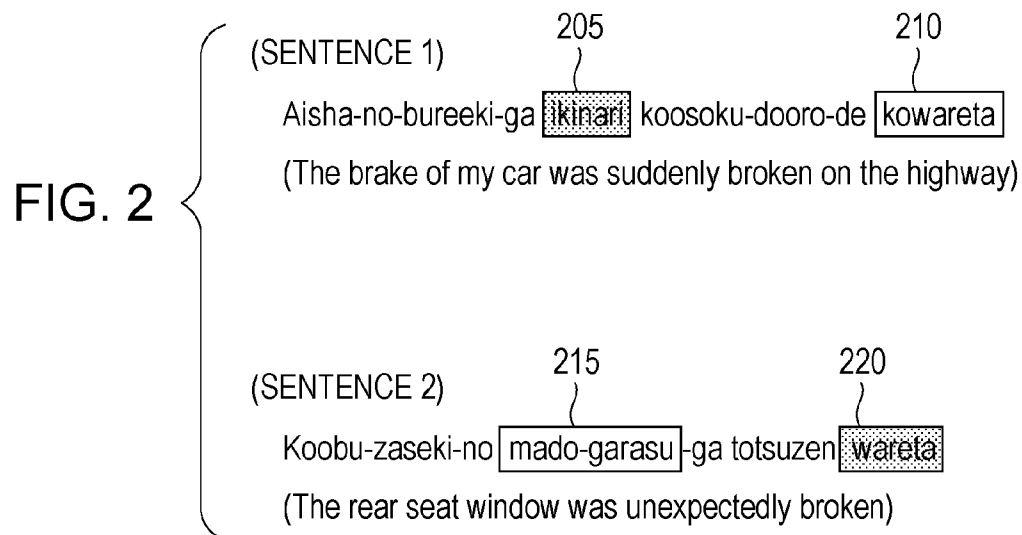 FIG. 2
205 210
(SENTENCE 1)
Aisha-no-bureeki-ga ikinari koosoku-dooro-de kowareta
(The brake of my car was suddenly broken on the highway)
215 220
(SENTENCE 2)
Koobu-zaseki-no mado-garasu-ga totsuzen wareta
(The rear seat window was unexpectedly broken)